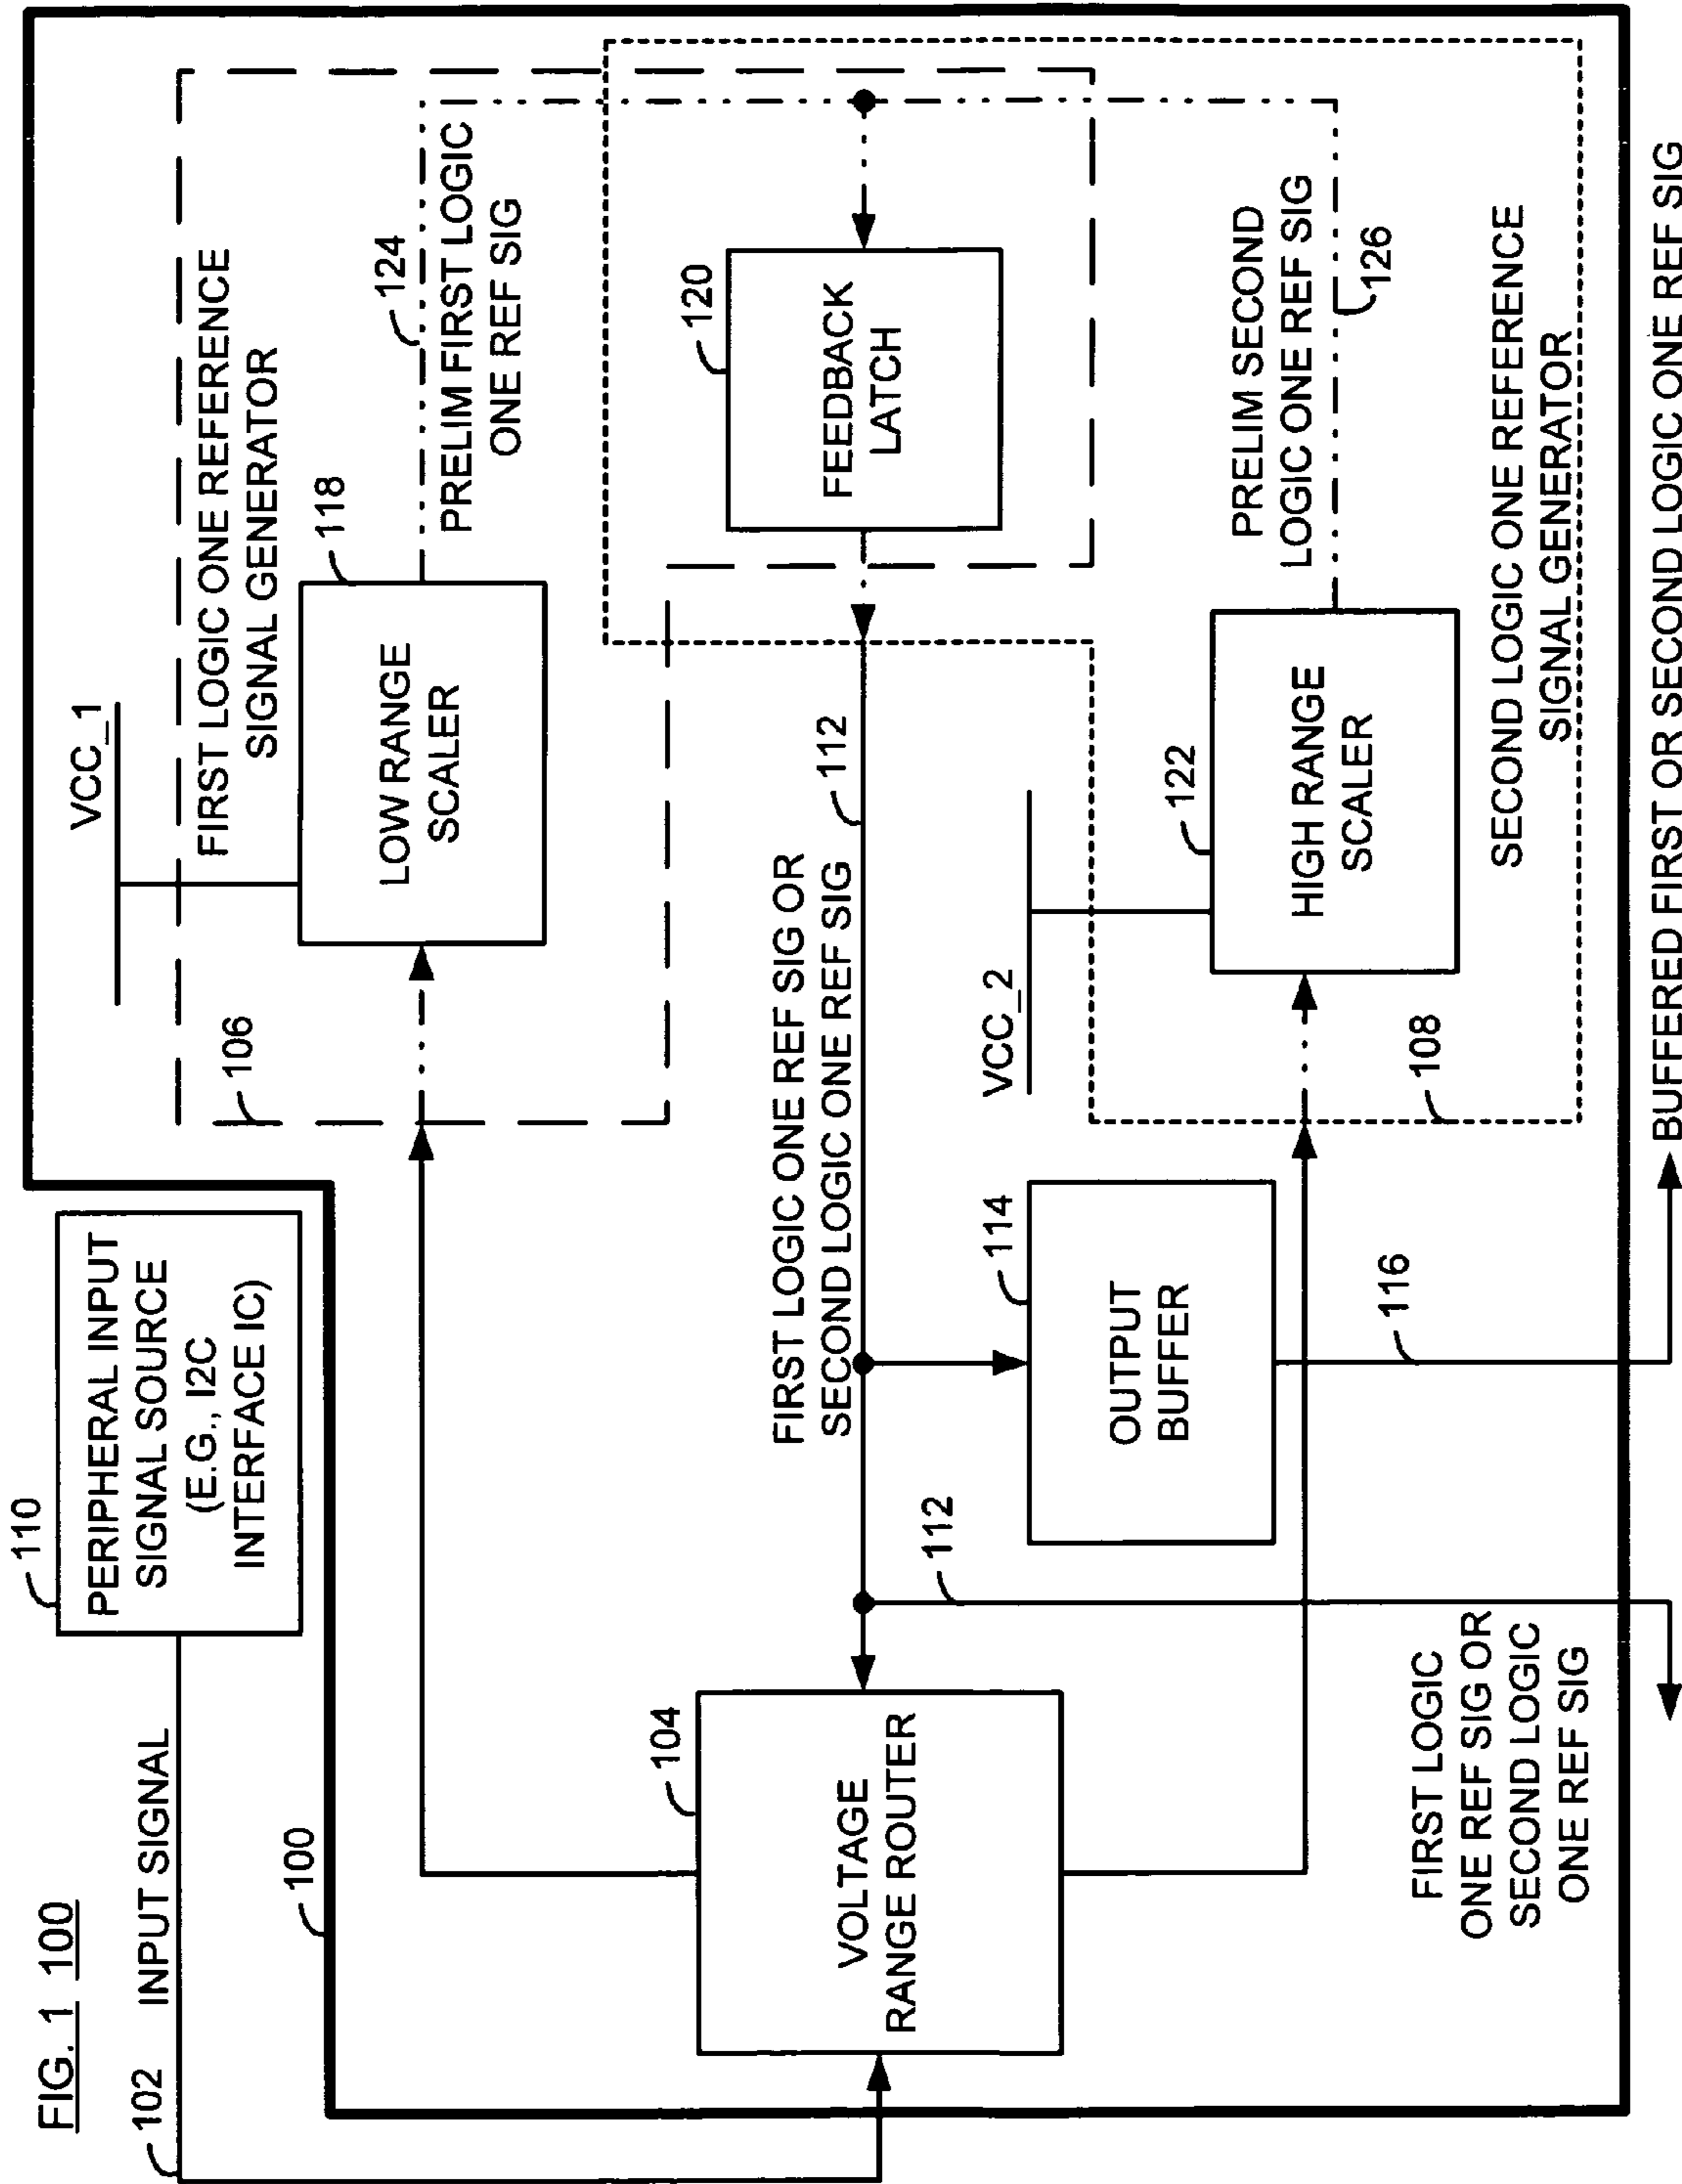 FIG. 1 100
102
INPUT SIGNAL
110
PERIPHERAL INPUT
SIGNAL SOURCE
(E.G., I2C
INTERFACE IC)
100
VCC_1
106
FIRST LOGIC ONE REFERENCE
SIGNAL GENERATOR
118
LOW RANGE
SCALER
124
PRELIM FIRST LOGIC
ONE REF SIG
104
VOLTAGE
RANGE ROUTER
FIRST LOGIC ONE REF SIG OR
SECOND LOGIC ONE REF SIG
112
120
FEEDBACK
LATCH
112
114
OUTPUT
BUFFER
VCC_2
122
HIGH RANGE
SCALER
PRELIM SECOND
LOGIC ONE REF SIG
126
116
108
SECOND LOGIC ONE REFERENCE
SIGNAL GENERATOR
FIRST LOGIC
ONE REF SIG OR
SECOND LOGIC
ONE REF SIG
BUFFERED FIRST OR SECOND LOGIC ONE REF SIG